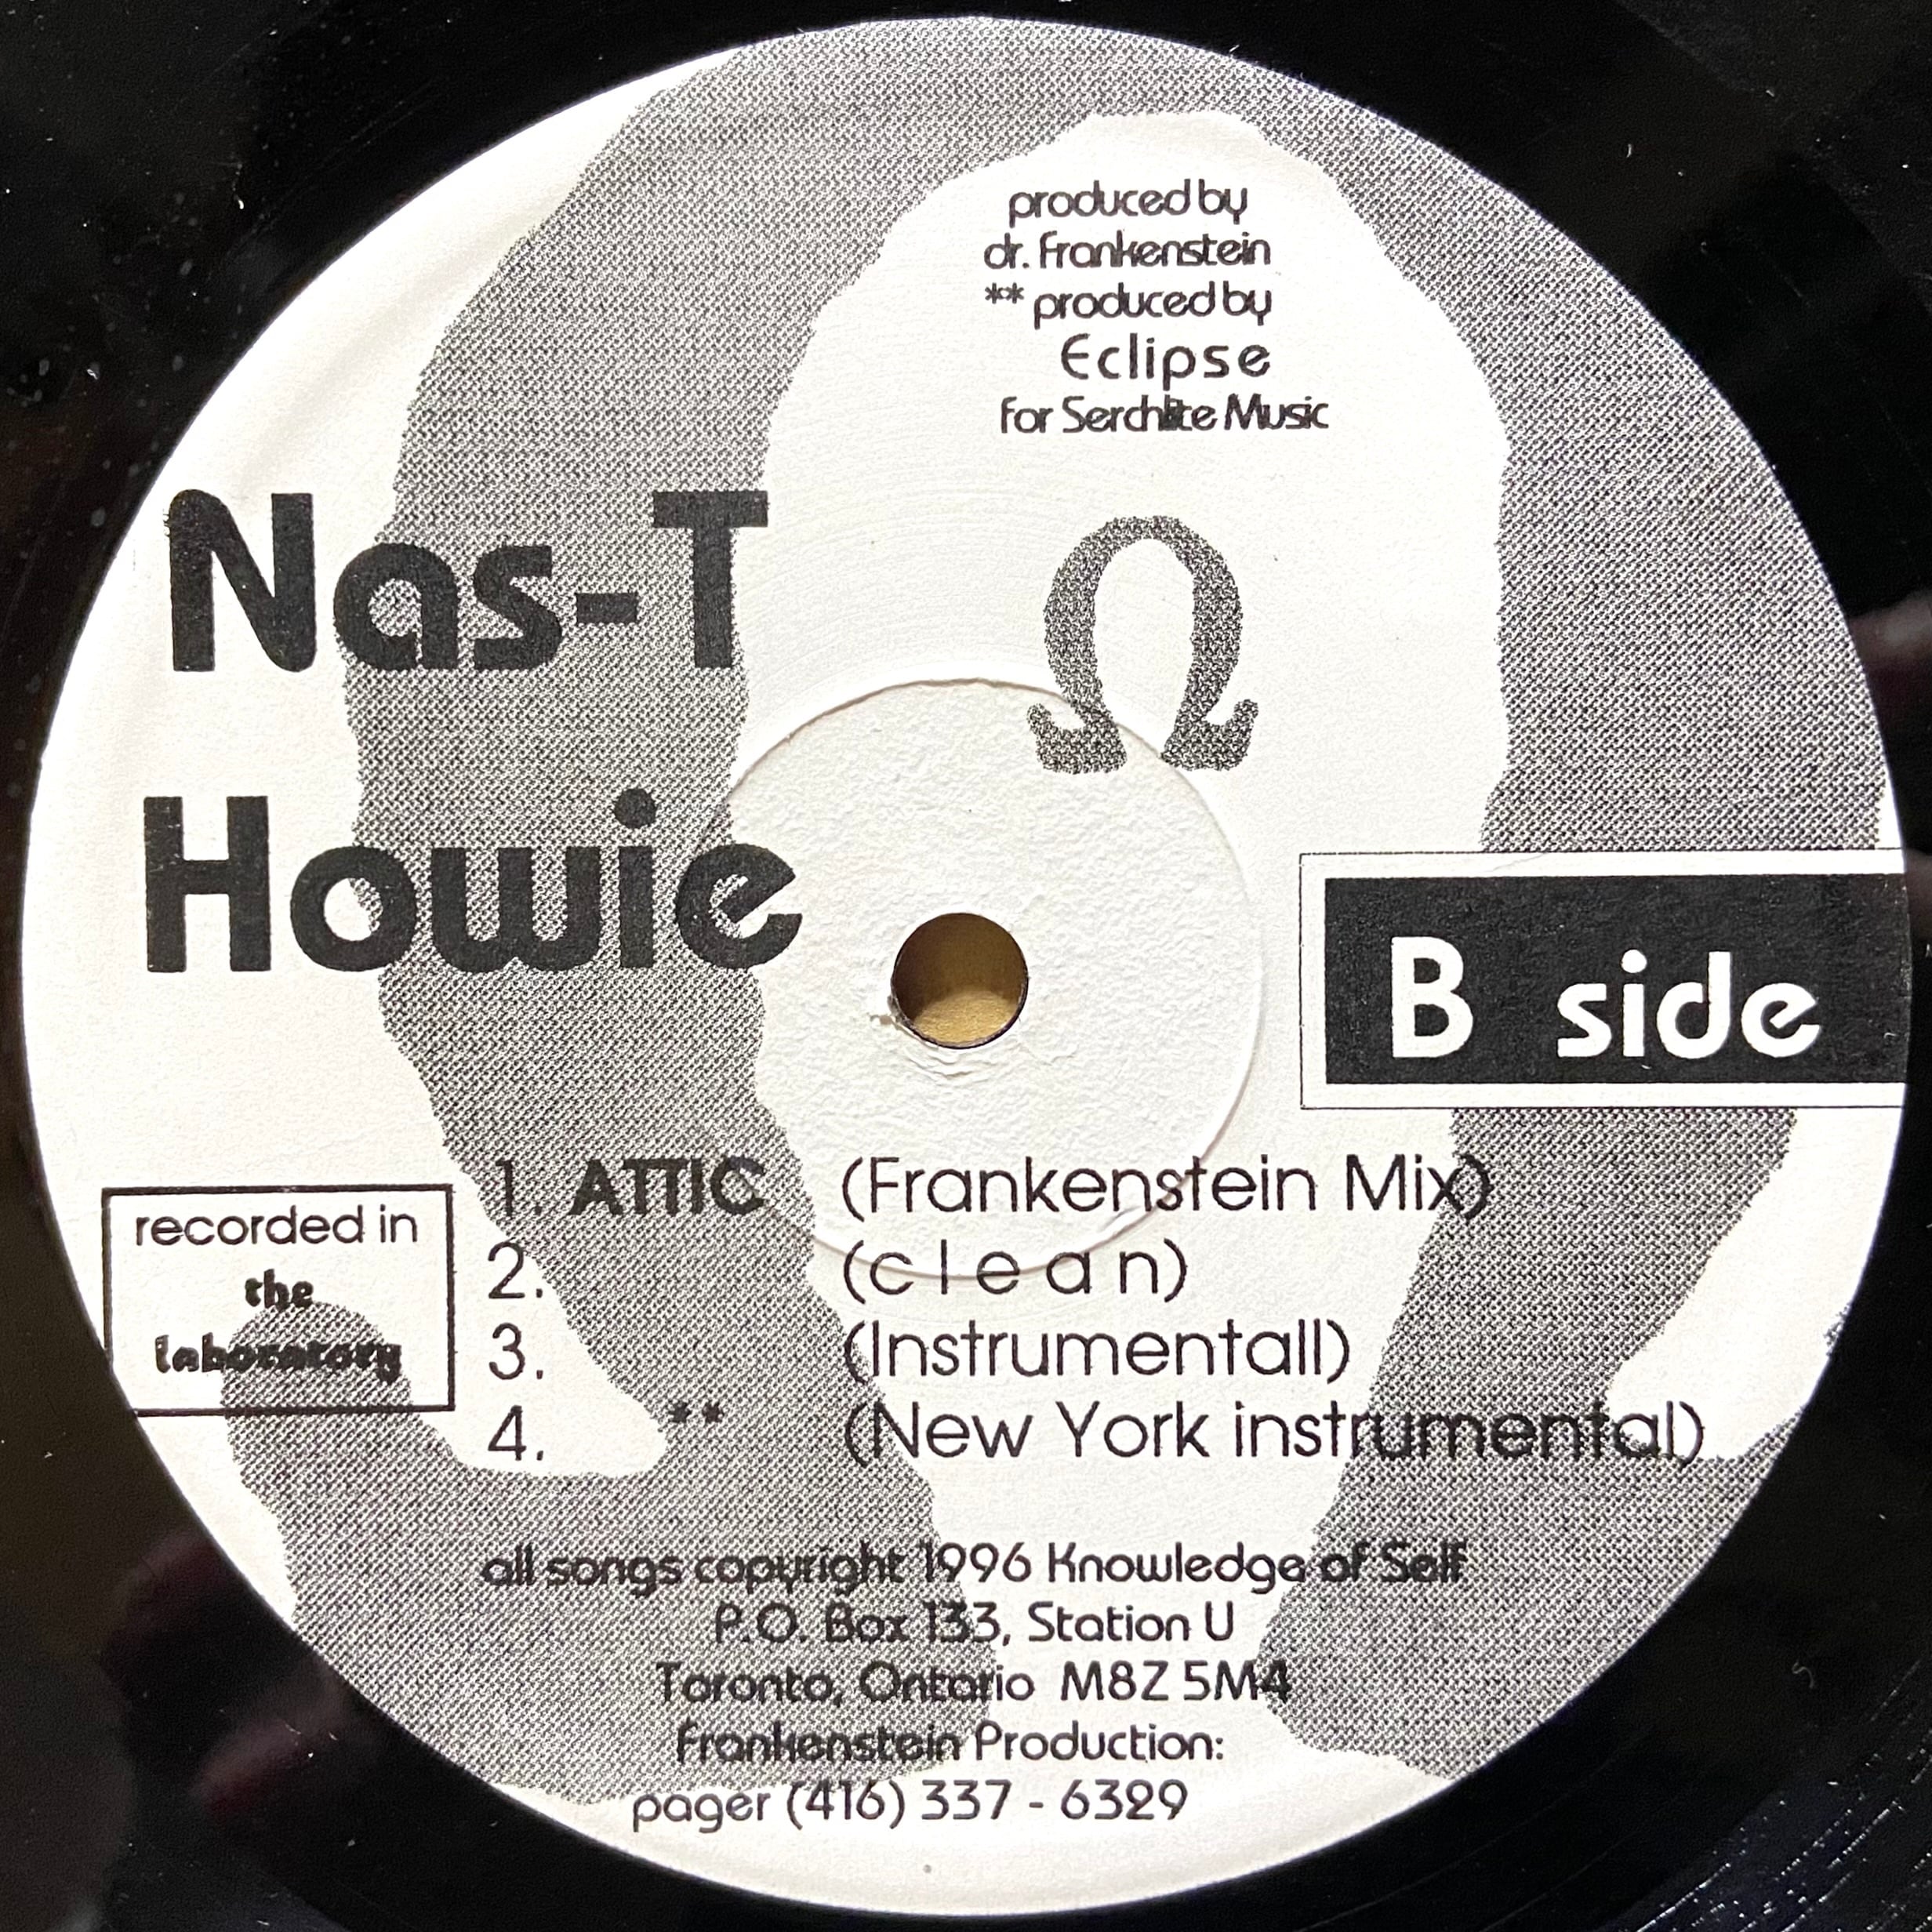 produced by
dr. Frankenstein
** produced by
Eclipse
for Serchlite Music
Nas-T
Howie
Ω
B side
recorded in
the
laboratory
1. ATTIC (Frankenstein Mix)
2. (clean)
3. (Instrumentall)
4. ** (New York instrumental)
all songs copyright 1996 Knowledge of Self
P.O. Box 133, Station U
Toronto, Ontario M8Z 5M4
Frankenstein Production:
pager (416) 337 - 6329